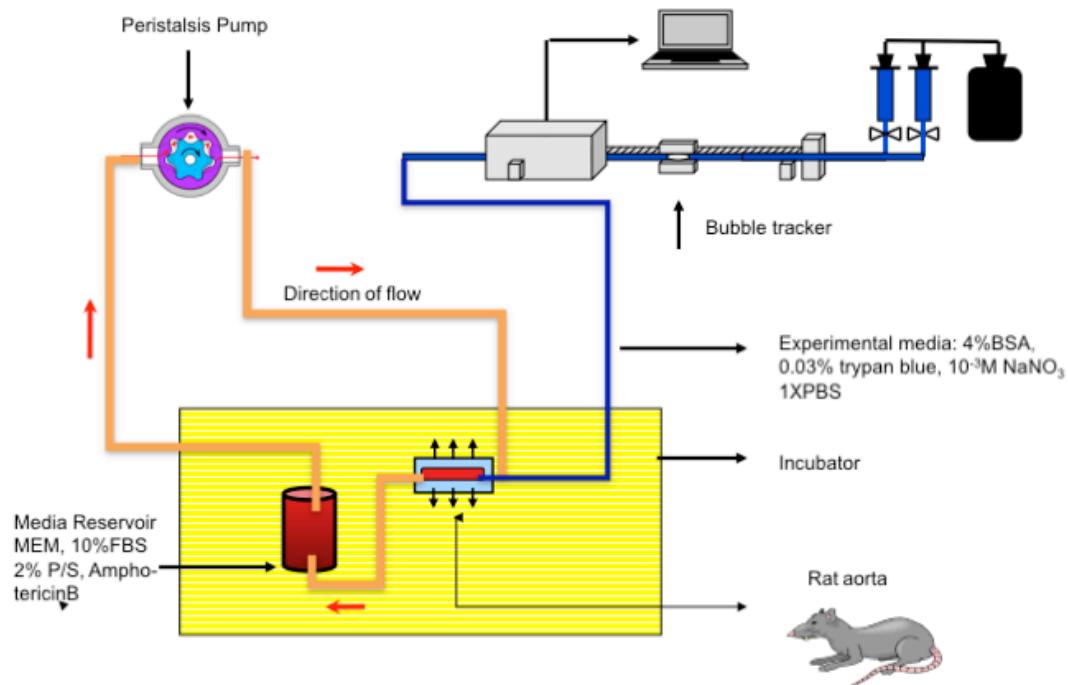 Peristalsis Pump
Bubble tracker
Direction of flow
Experimental media: 4%BSA,
0.03% trypan blue, 10⁻³M NaNO₃
1XPBS
Incubator
Media Reservoir
MEM, 10%FBS
2% P/S, Ampho-
tericinB
Rat aorta